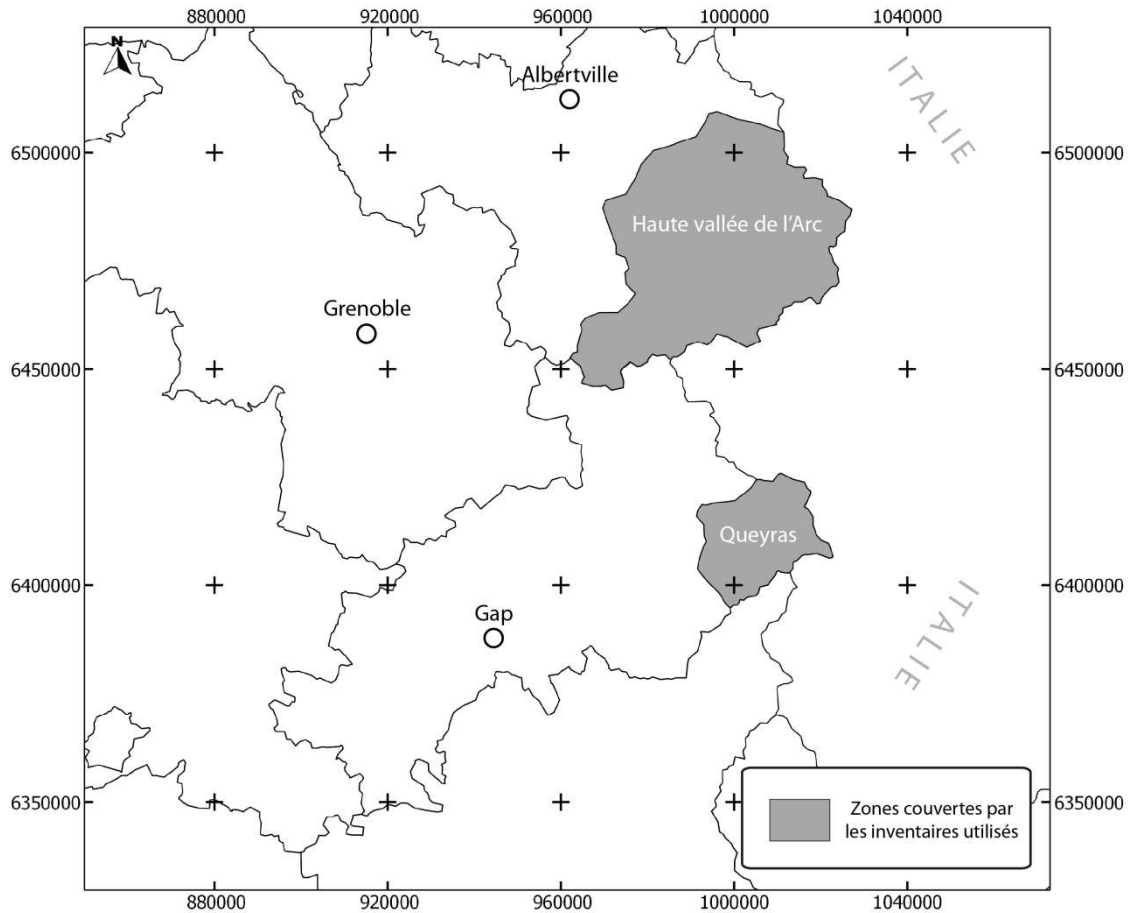 880000 920000 960000 1000000 1040000
N
Albertville
ITALIE
6500000 6500000
Haute vallée de l'Arc
Grenoble
6450000 6450000
Queyras
6400000 6400000
ITALIE
Gap
6350000 6350000
Zones couvertes par
les inventaires utilisés
880000 920000 960000 1000000 1040000